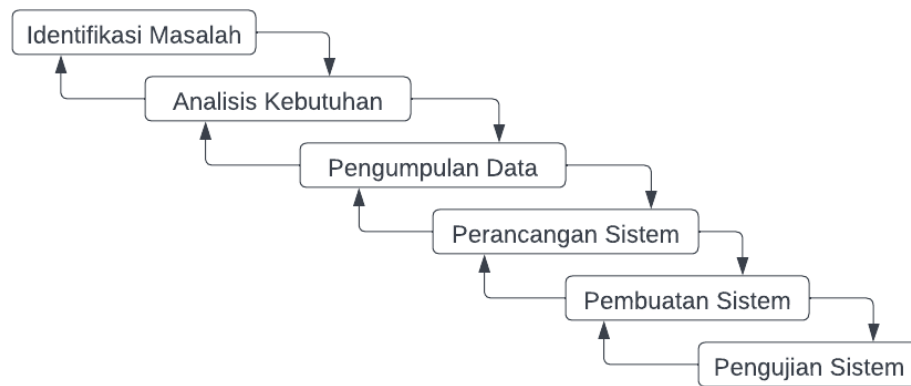 Identifikasi Masalah
Analisis Kebutuhan
Pengumpulan Data
Perancangan Sistem
Pembuatan Sistem
Pengujian Sistem